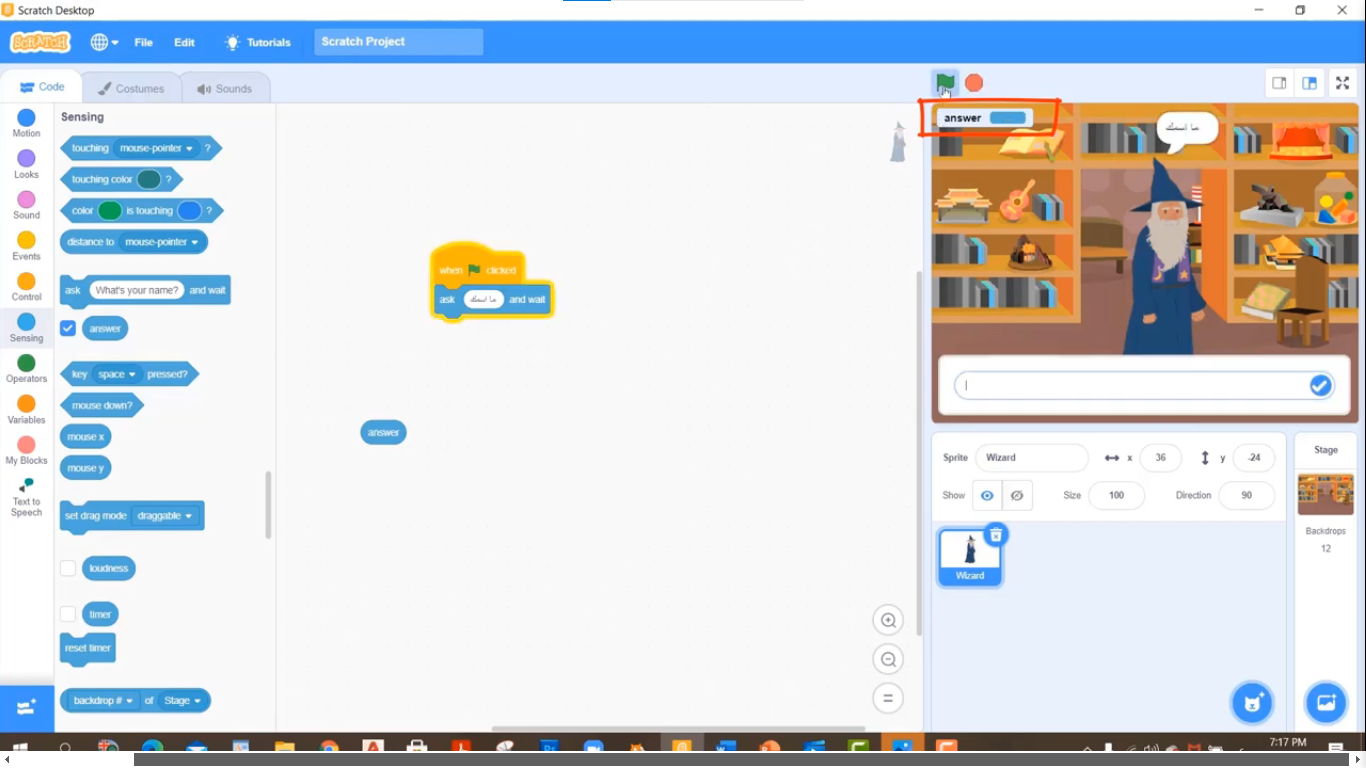 Scratch Desktop
SCRATCH
File
Edit
Tutorials
Scratch Project
Code
Costumes
Sounds
Motion
Looks
Sound
Events
Control
Sensing
Operators
Variables
My Blocks
Text to
Speech
Sensing
touching mouse-pointer ?
touching color ?
color is touching ?
distance to mouse-pointer
ask What's your name? and wait
answer
key space pressed?
mouse down?
mouse x
mouse y
set drag mode draggable
loudness
timer
reset timer
backdrop # of Stage
when clicked
ask ما اسمك and wait
answer
answer
ما اسمك
Sprite Wizard x 36 y -24
Show Size 100 Direction 90
Wizard
Stage
Backdrops
12
7:17 PM